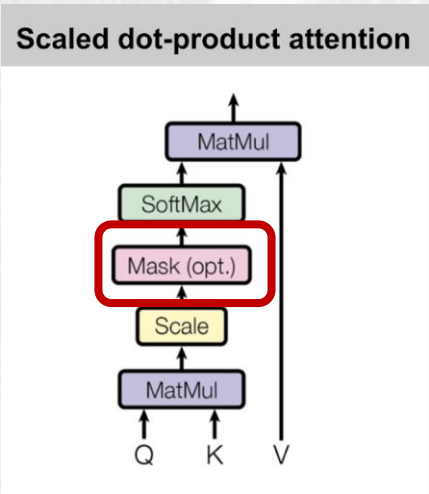 Scaled dot-product attention
MatMul
SoftMax
Mask (opt.)
Scale
MatMul
Q K V